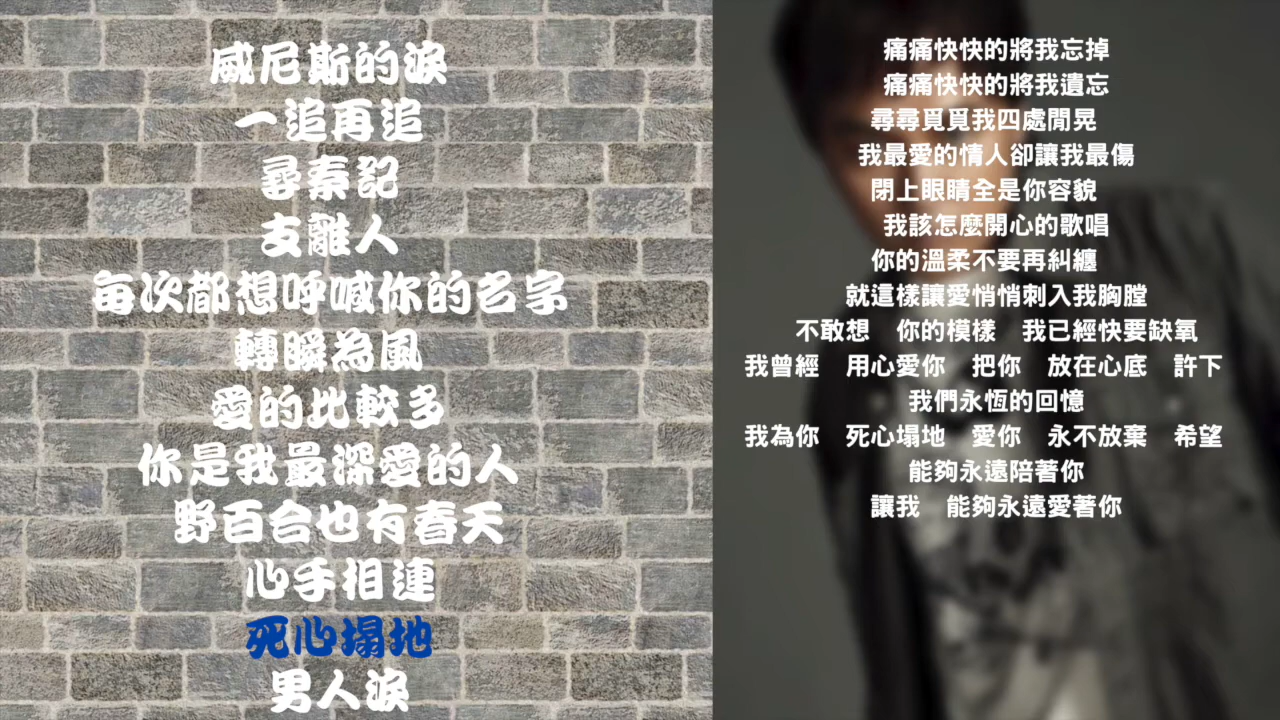 威尼斯的淚
一追再追
尋秦記
支離人
每次都想呼喊你的名字
轉瞬為風
愛的比較多
你是我最深愛的人
野百合也有春天
心手相連
死心塌地
男人淚
痛痛快快的將我忘掉
痛痛快快的將我遺忘
尋尋覓覓我四處閒晃
我最愛的情人卻讓我最傷
閉上眼睛全是你容貌
我該怎麼開心的歌唱
你的溫柔不要再糾纏
就這樣讓愛悄悄刺入我胸膛
不敢想　你的模樣　我已經快要缺氧
我曾經　用心愛你　把你　放在心底　許下
我們永恆的回憶
我為你　死心塌地　愛你　永不放棄　希望
能夠永遠陪著你
讓我　能夠永遠愛著你